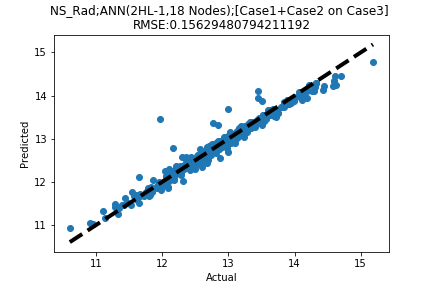 NS_Rad;ANN(2HL-1,18 Nodes);[Case1+Case2 on Case3]
RMSE:0.15629480794211192
15
14
13
12
11
Predicted
11
12
13
14
15
Actual